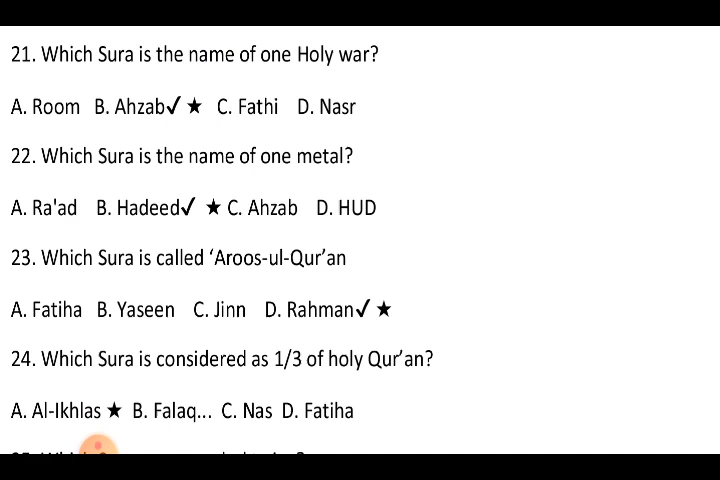 21. Which Sura is the name of one Holy war?
A. Room B. Ahzab✓ ★ C. Fathi D. Nasr
22. Which Sura is the name of one metal?
A. Ra'ad B. Hadeed✓ ★ C. Ahzab D. HUD
23. Which Sura is called ‘Aroos-ul-Qur’an
A. Fatiha B. Yaseen C. Jinn D. Rahman✓ ★
24. Which Sura is considered as 1/3 of holy Qur’an?
A. Al-Ikhlas ★ B. Falaq... C. Nas D. Fatiha